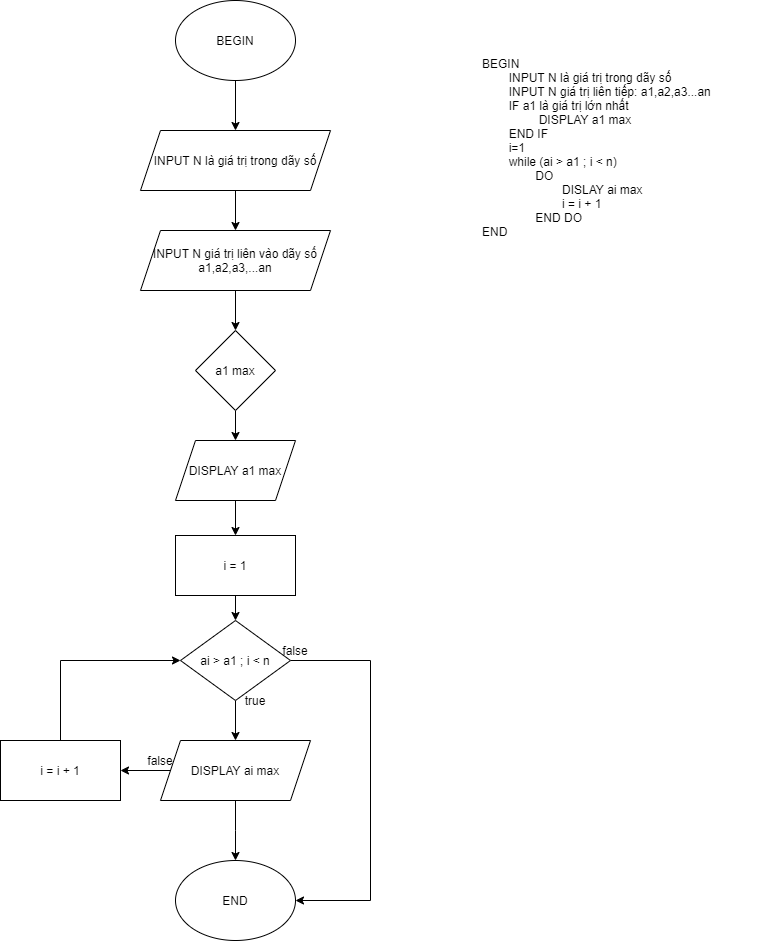 BEGIN
INPUT N là giá trị trong dãy số
INPUT N giá trị liên vào dãy số
a1,a2,a3,...an
a1 max
DISPLAY a1 max
i = 1
ai > a1 ; i < n
false
true
i = i + 1
false
DISPLAY ai max
END
BEGIN
INPUT N là giá trị trong dãy số
INPUT N giá trị liên tiếp: a1,a2,a3...an
IF a1 là giá trị lớn nhất
DISPLAY a1 max
END IF
i=1
while (ai > a1 ; i < n)
DO
DISLAY ai max
i = i + 1
END DO
END